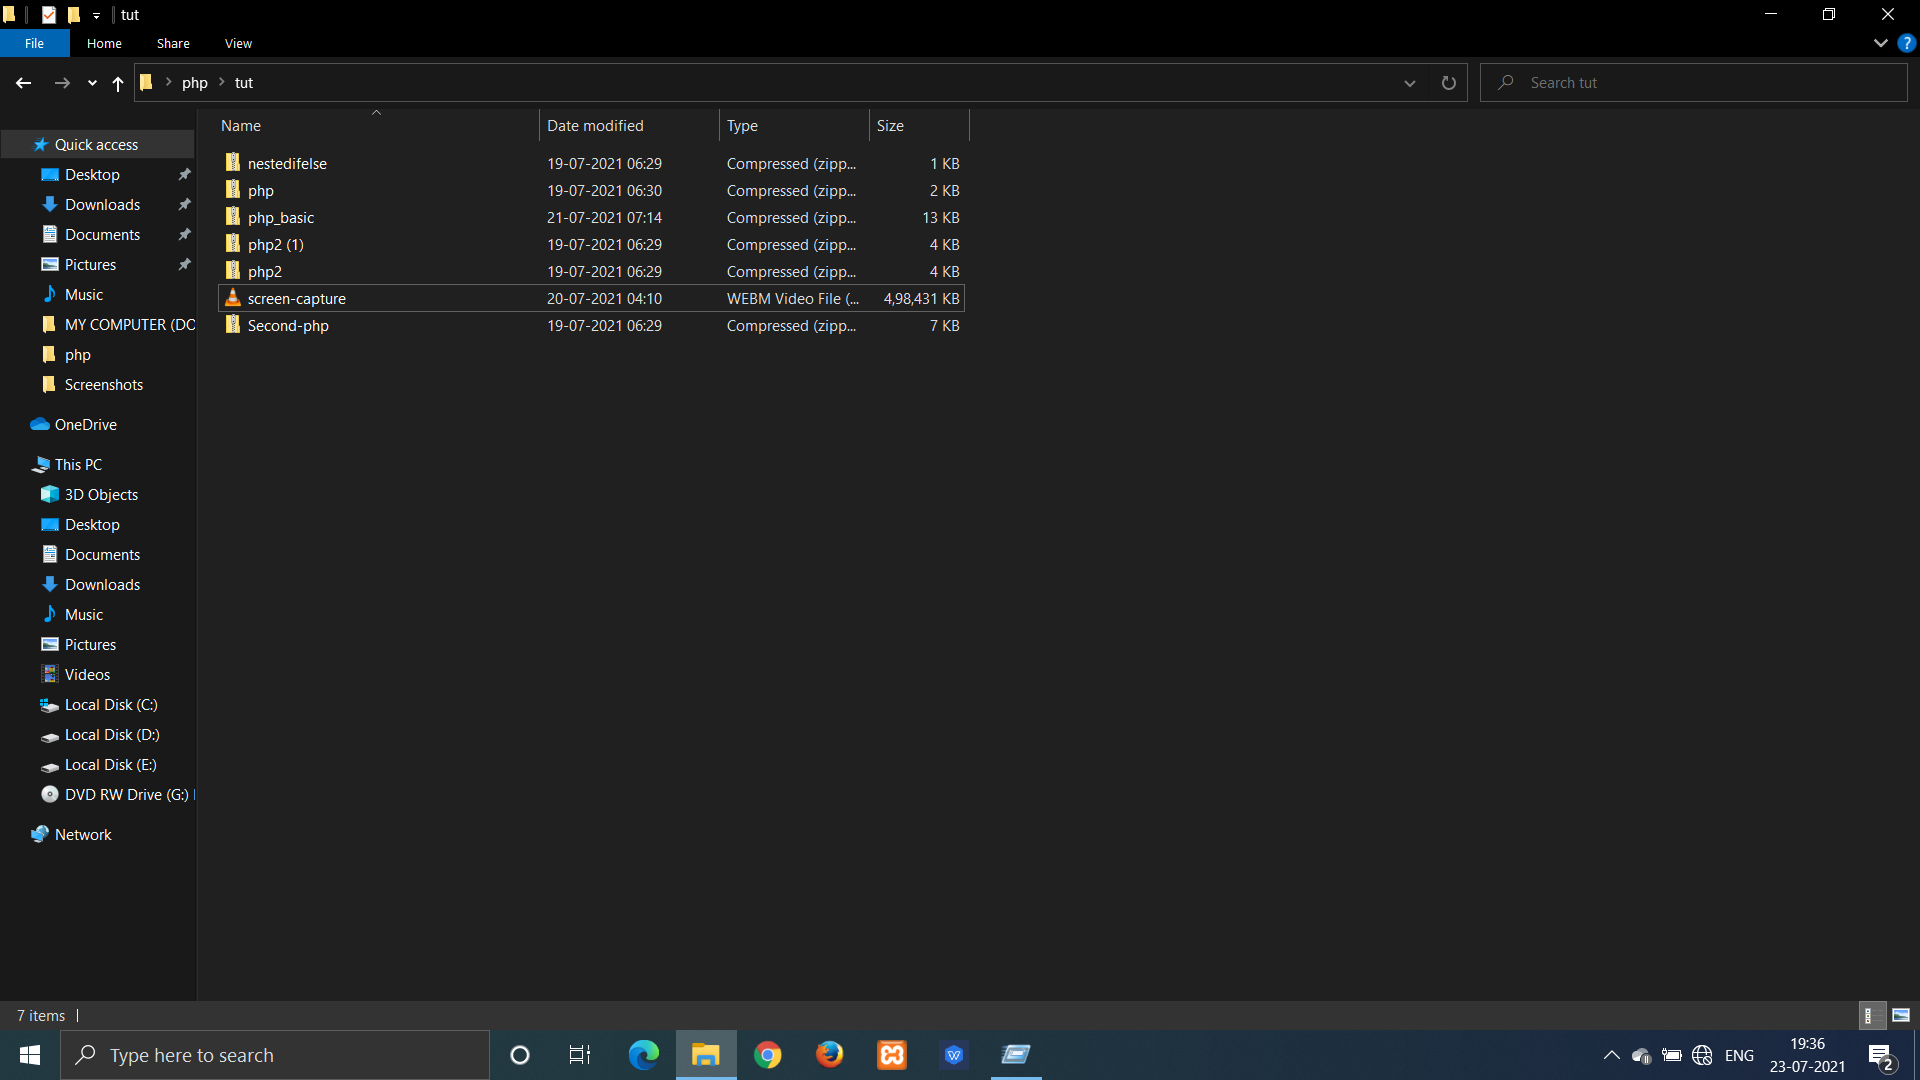 tut
File Home Share View
php tut
Search tut
Name Date modified Type Size
Quick access
Desktop
Downloads
Documents
Pictures
Music
MY COMPUTER (DO
php
Screenshots
OneDrive
This PC
3D Objects
Desktop
Documents
Downloads
Music
Pictures
Videos
Local Disk (C:)
Local Disk (D:)
Local Disk (E:)
DVD RW Drive (G:)
Network
nestedifelse 19-07-2021 06:29 Compressed (zipp... 1 KB
php 19-07-2021 06:30 Compressed (zipp... 2 KB
php_basic 21-07-2021 07:14 Compressed (zipp... 13 KB
php2 (1) 19-07-2021 06:29 Compressed (zipp... 4 KB
php2 19-07-2021 06:29 Compressed (zipp... 4 KB
screen-capture 20-07-2021 04:10 WEBM Video File (... 4,98,431 KB
Second-php 19-07-2021 06:29 Compressed (zipp... 7 KB
7 items
Type here to search
ENG
19:36
23-07-2021
2